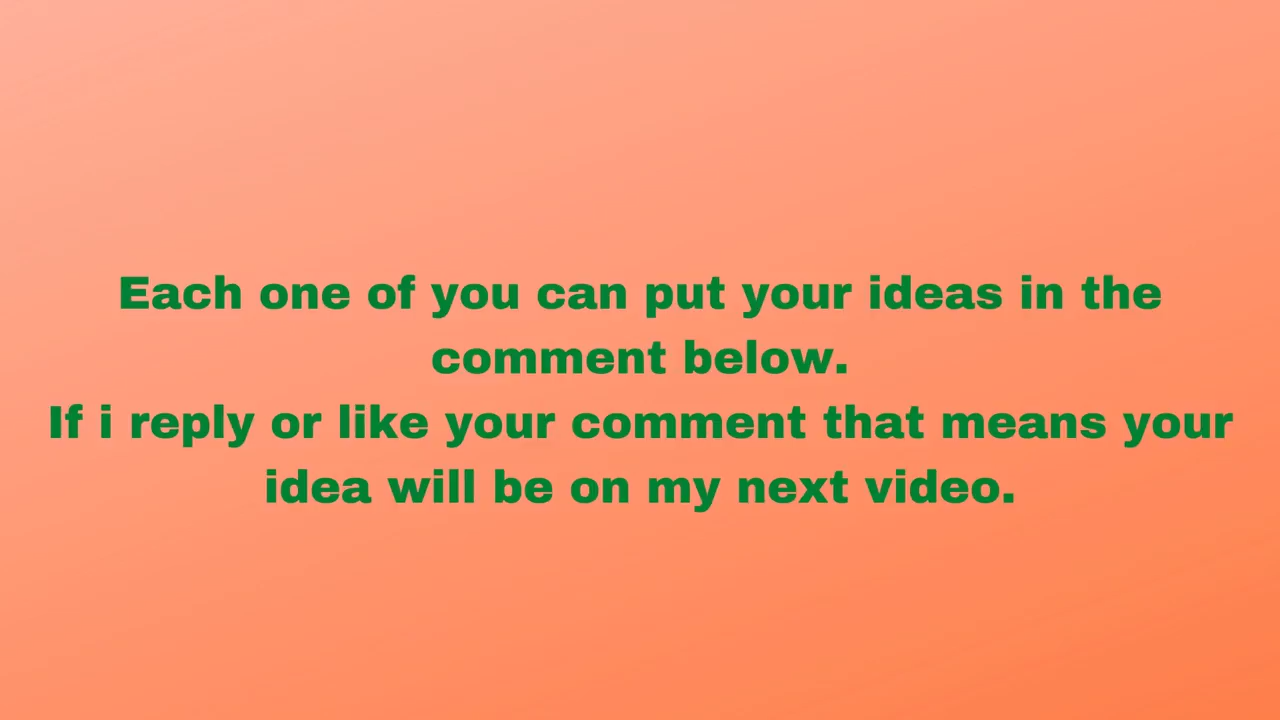 Each one of you can put your ideas in the
comment below.
If i reply or like your comment that means your
idea will be on my next video.